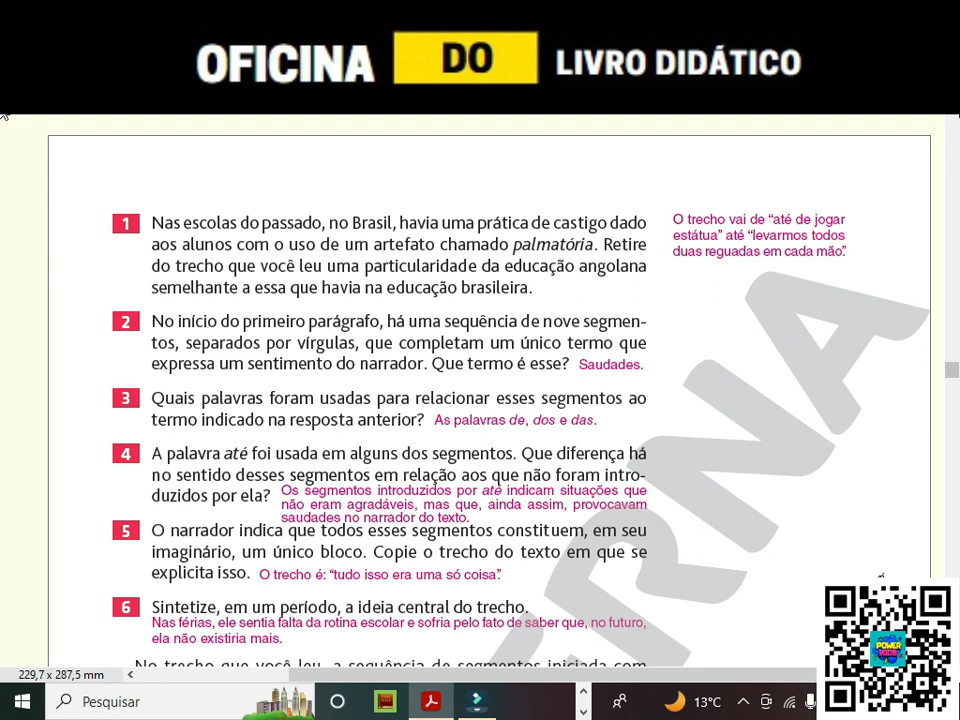 OFICINA DO LIVRO DIDÁTICO
1 Nas escolas do passado, no Brasil, havia uma prática de castigo dado
aos alunos com o uso de um artefato chamado palmatória. Retire
do trecho que você leu uma particularidade da educação angolana
semelhante a essa que havia na educação brasileira.
O trecho vai de “até de jogar
estátua” até “levarmos todos
duas reguadas em cada mão”.
2 No início do primeiro parágrafo, há uma sequência de nove segmen-
tos, separados por vírgulas, que completam um único termo que
expressa um sentimento do narrador. Que termo é esse? Saudades.
3 Quais palavras foram usadas para relacionar esses segmentos ao
termo indicado na resposta anterior? As palavras de, dos e das.
4 A palavra até foi usada em alguns dos segmentos. Que diferença há
no sentido desses segmentos em relação aos que não foram intro-
duzidos por ela? Os segmentos introduzidos por até indicam situações que
não eram agradáveis, mas que, ainda assim, provocavam
saudades no narrador do texto.
5 O narrador indica que todos esses segmentos constituem, em seu
imaginário, um único bloco. Copie o trecho do texto em que se
explicita isso. O trecho é: “tudo isso era uma só coisa”.
6 Sintetize, em um período, a ideia central do trecho.
Nas férias, ele sentia falta da rotina escolar e sofria pelo fato de saber que, no futuro,
ela não existiria mais.
No trecho que você leu, a sequência de segmentos iniciada com
ERNA
229,7 x 287,5 mm
Pesquisar
13°C